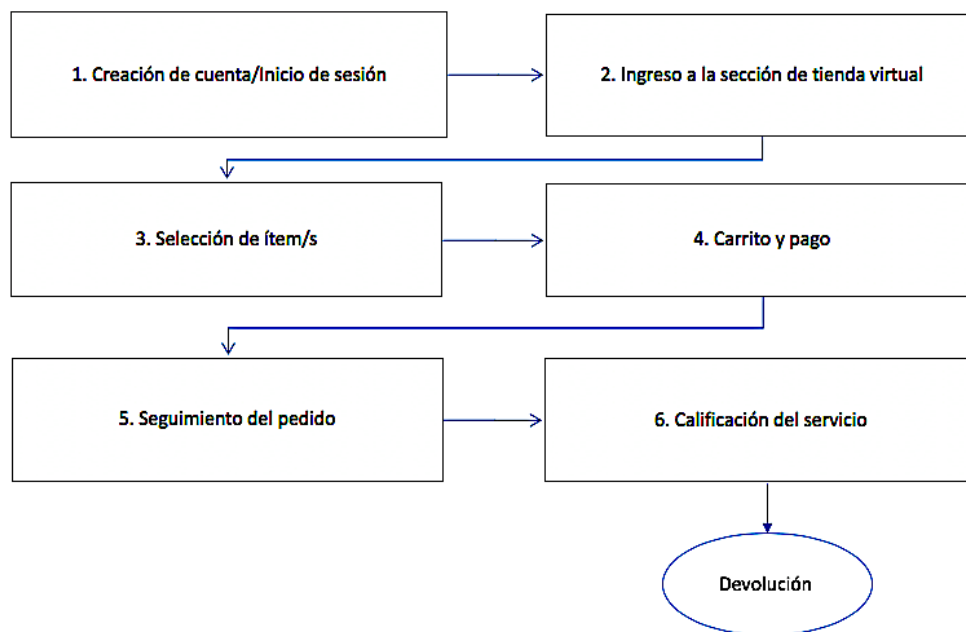 1. Creación de cuenta/Inicio de sesión
2. Ingreso a la sección de tienda virtual
3. Selección de ítem/s
4. Carrito y pago
5. Seguimiento del pedido
6. Calificación del servicio
Devolución